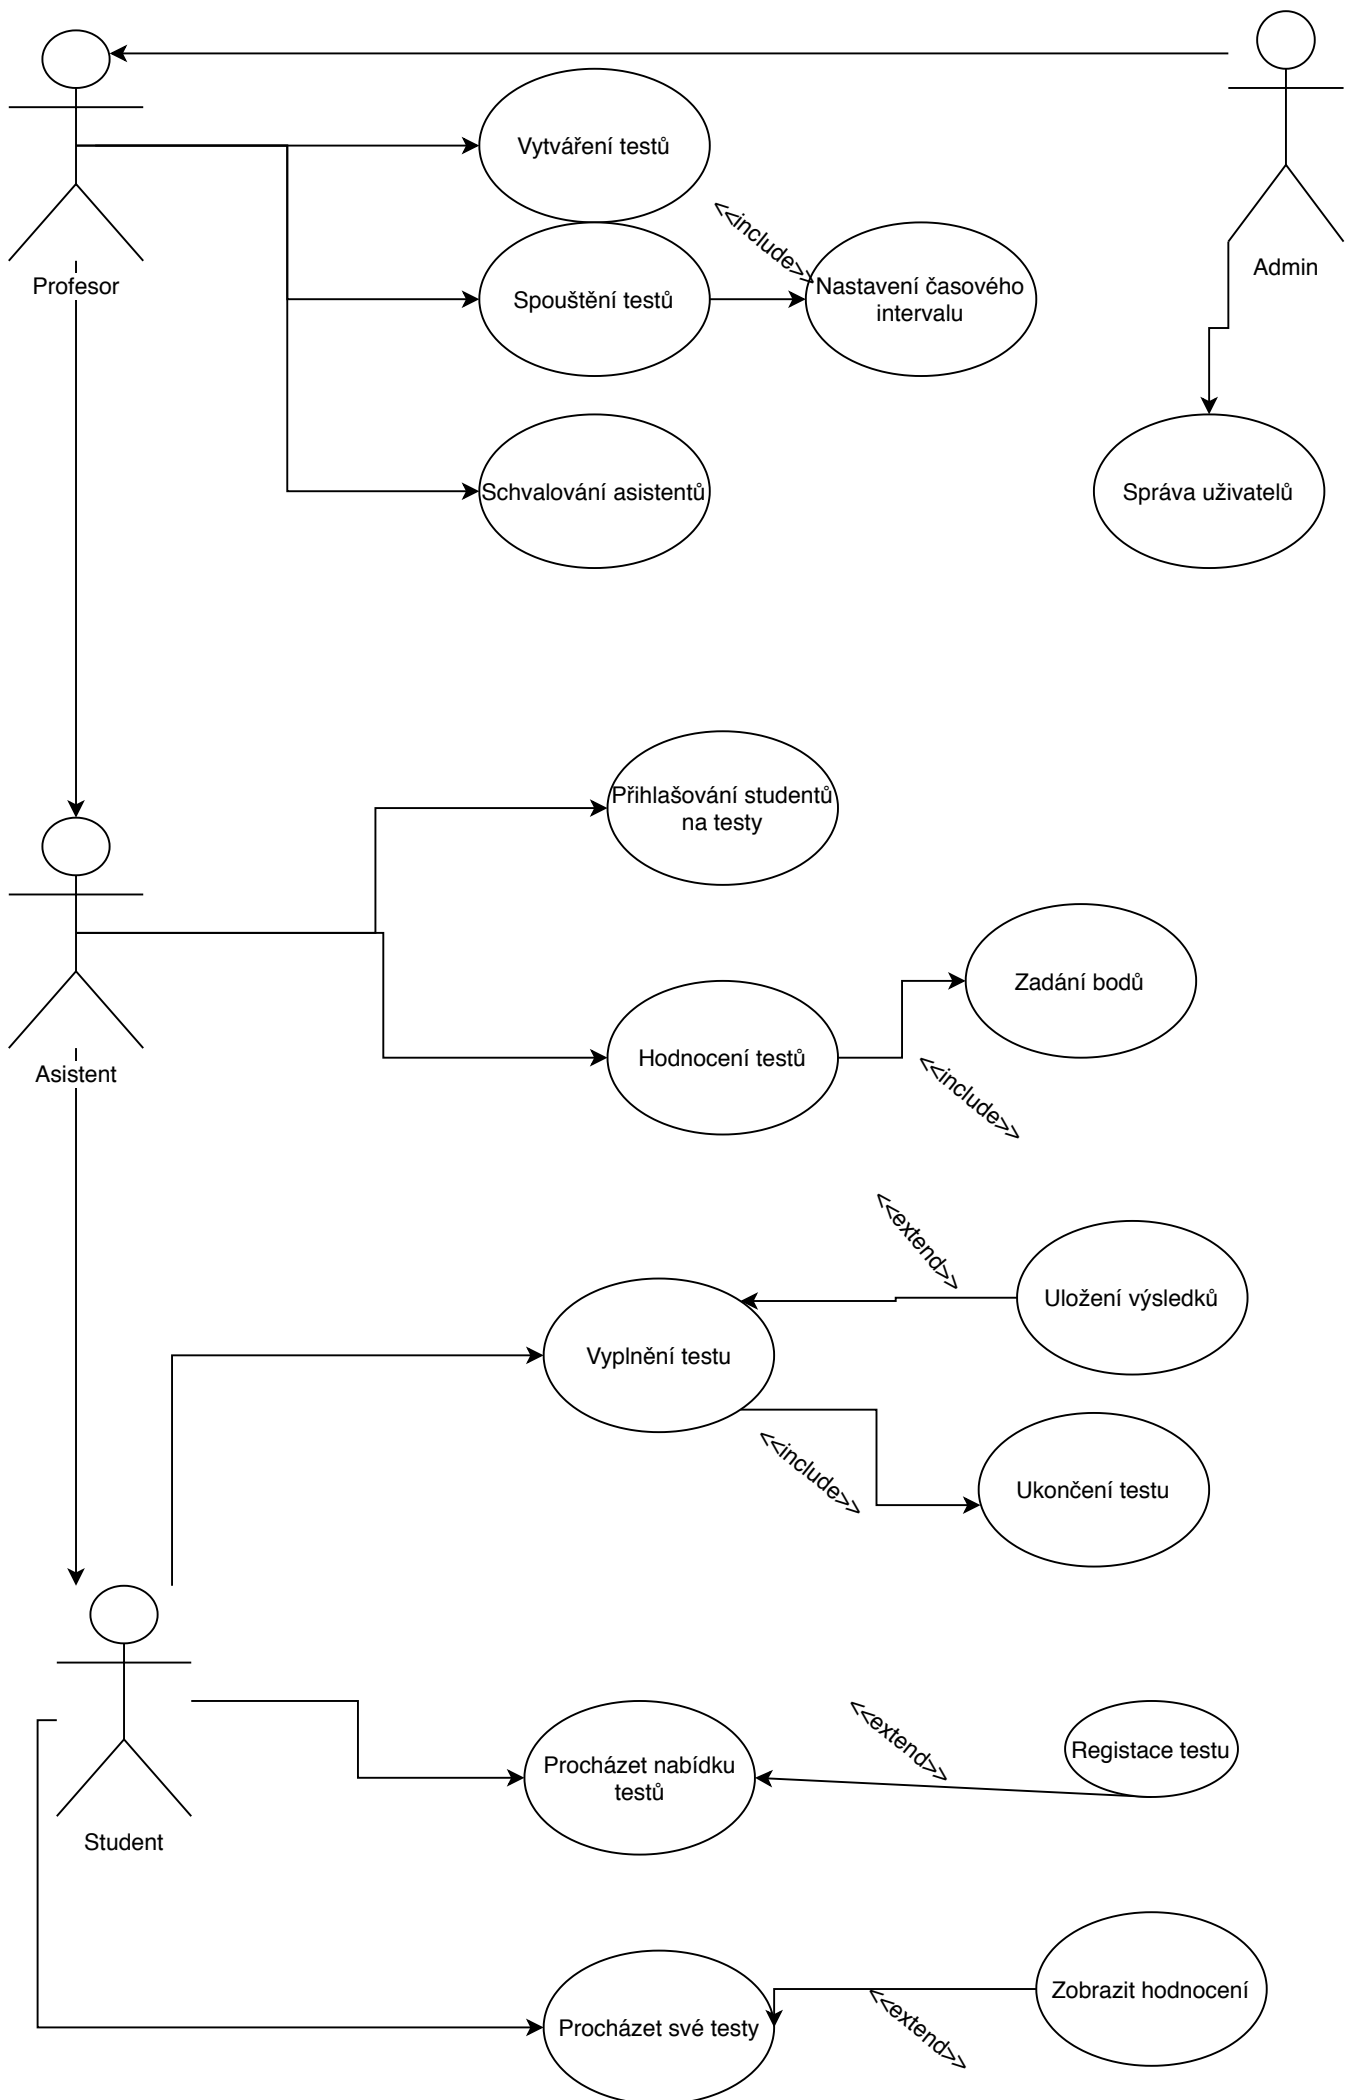 Vytváření testů
<<include>>
Profesor
Spouštění testů
Nastavení časového
intervalu
Admin
Schvalování asistentů
Správa uživatelů
Přihlašování studentů
na testy
Zadání bodů
Asistent
Hodnocení testů
<<include>>
<<extend>>
Uložení výsledků
Vyplnění testu
<<include>>
Ukončení testu
Student
Procházet nabídku
testů
<<extend>>
Registace testu
Procházet své testy
<<extend>>
Zobrazit hodnocení